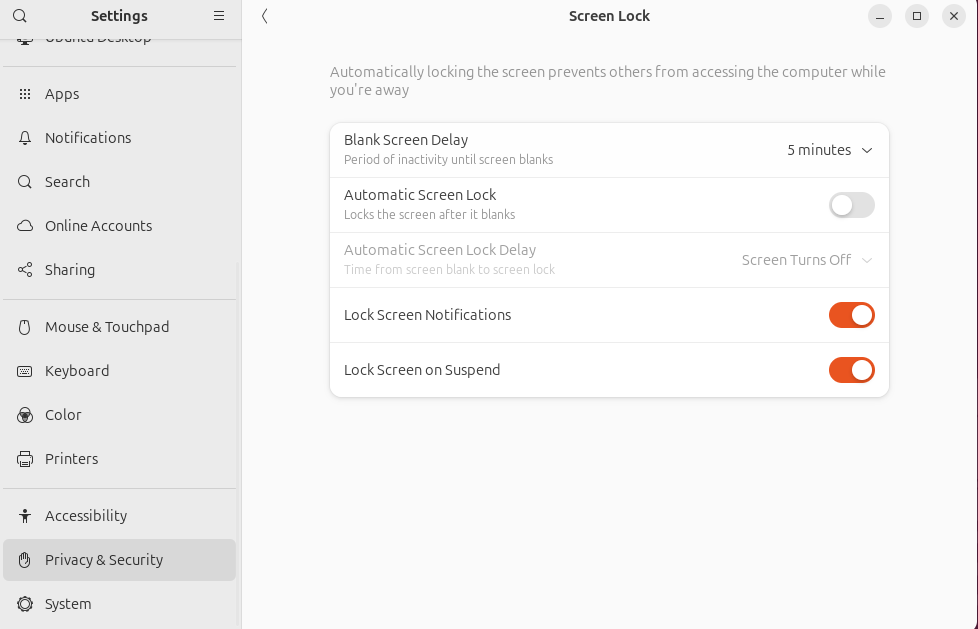 Settings
Screen Lock
Ubuntu Desktop
Apps
Notifications
Search
Online Accounts
Sharing
Mouse & Touchpad
Keyboard
Color
Printers
Accessibility
Privacy & Security
System
Automatically locking the screen prevents others from accessing the computer while
you're away
Blank Screen Delay
Period of inactivity until screen blanks
5 minutes
Automatic Screen Lock
Locks the screen after it blanks
Automatic Screen Lock Delay
Time from screen blank to screen lock
Screen Turns Off
Lock Screen Notifications
Lock Screen on Suspend